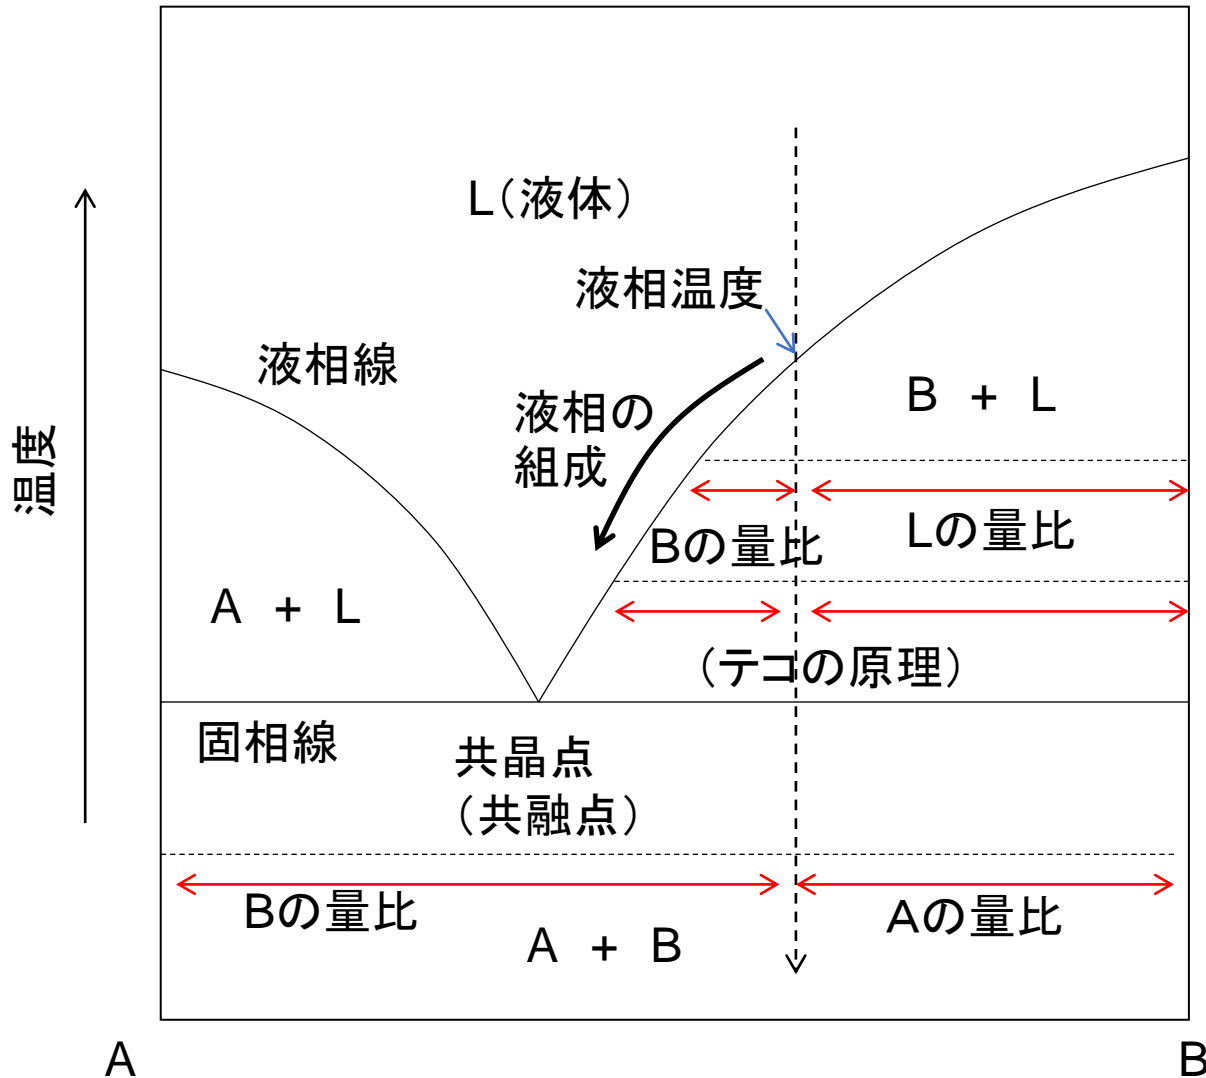 L（液体）
液相温度
液相線
液相の
組成
B + L
温度
Bの量比
Lの量比
A + L
（テコの原理）
固相線
共晶点
（共融点）
Bの量比
Aの量比
A + B
A
B